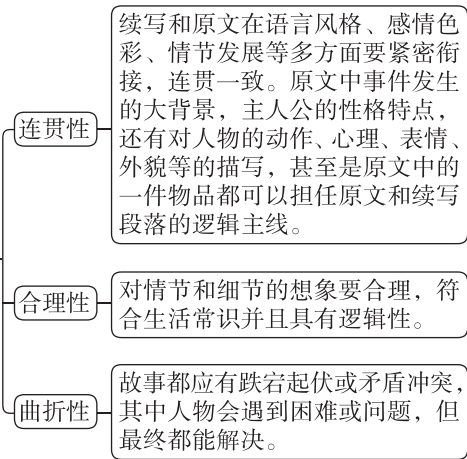 连贯性
续写和原文在语言风格、感情色
彩、情节发展等多方面要紧密衔
接，连贯一致。原文中事件发生
的大背景，主人公的性格特点，
还有对人物的动作、心理、表情、
外貌等的描写，甚至是原文中的
一件物品都可以担任原文和续写
段落的逻辑主线。
合理性
对情节和细节的想象要合理，符
合生活常识并且具有逻辑性。
曲折性
故事都应有跌宕起伏或矛盾冲突，
其中人物会遇到困难或问题，但
最终都能解决。